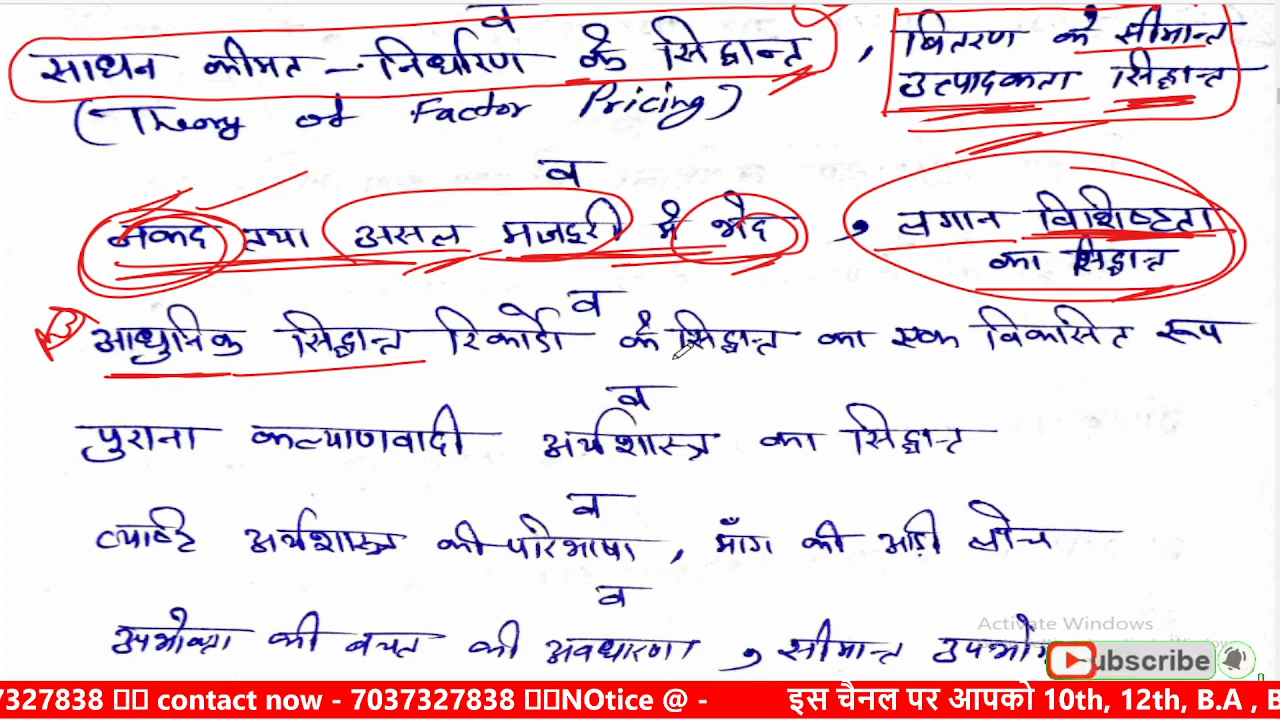 व
साधन कीमत - निर्धारण के सिद्धान्त , वितरण के सीमान्त
उत्पादकता सिद्धान्त
(Theory of Factor Pricing)
व
नकद तथा असल मजदूरी में भेद , लगान विशिष्टता
का सिद्धान्त
व
आधुनिक सिद्धान्त रिकार्डो के सिद्धान्त का एक विकसित रूप
व
पुराना कल्याणवादी अर्थशास्त्र का सिद्धान्त
व
व्यष्टि अर्थशास्त्र की परिभाषा , माँग की आड़ी लोच
व
उपभोक्ता की बचत की अवधारणा , सीमान्त
Activate Windows
ubscribe
7327838 contact now - 7037327838 NOtice @ - इस चैनल पर आपको 10th, 12th, B.A , B